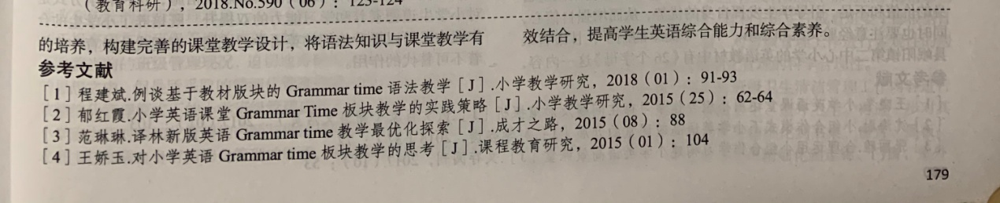 （教育科研），2018.No.590（06）：123-124
的培养，构建完善的课堂教学设计，将语法知识与课堂教学有
效结合，提高学生英语综合能力和综合素养。
参考文献
［1］程建斌.例谈基于教材版块的 Grammar time 语法教学［J］.小学教学研究，2018（01）：91-93
［2］郁红霞.小学英语课堂 Grammar Time 板块教学的实践策略［J］.小学教学研究，2015（25）：62-64
［3］范琳琳.译林新版英语 Grammar time 教学最优化探索［J］.成才之路，2015（08）：88
［4］王娇玉.对小学英语 Grammar time 板块教学的思考［J］.课程教育研究，2015（01）：104
179